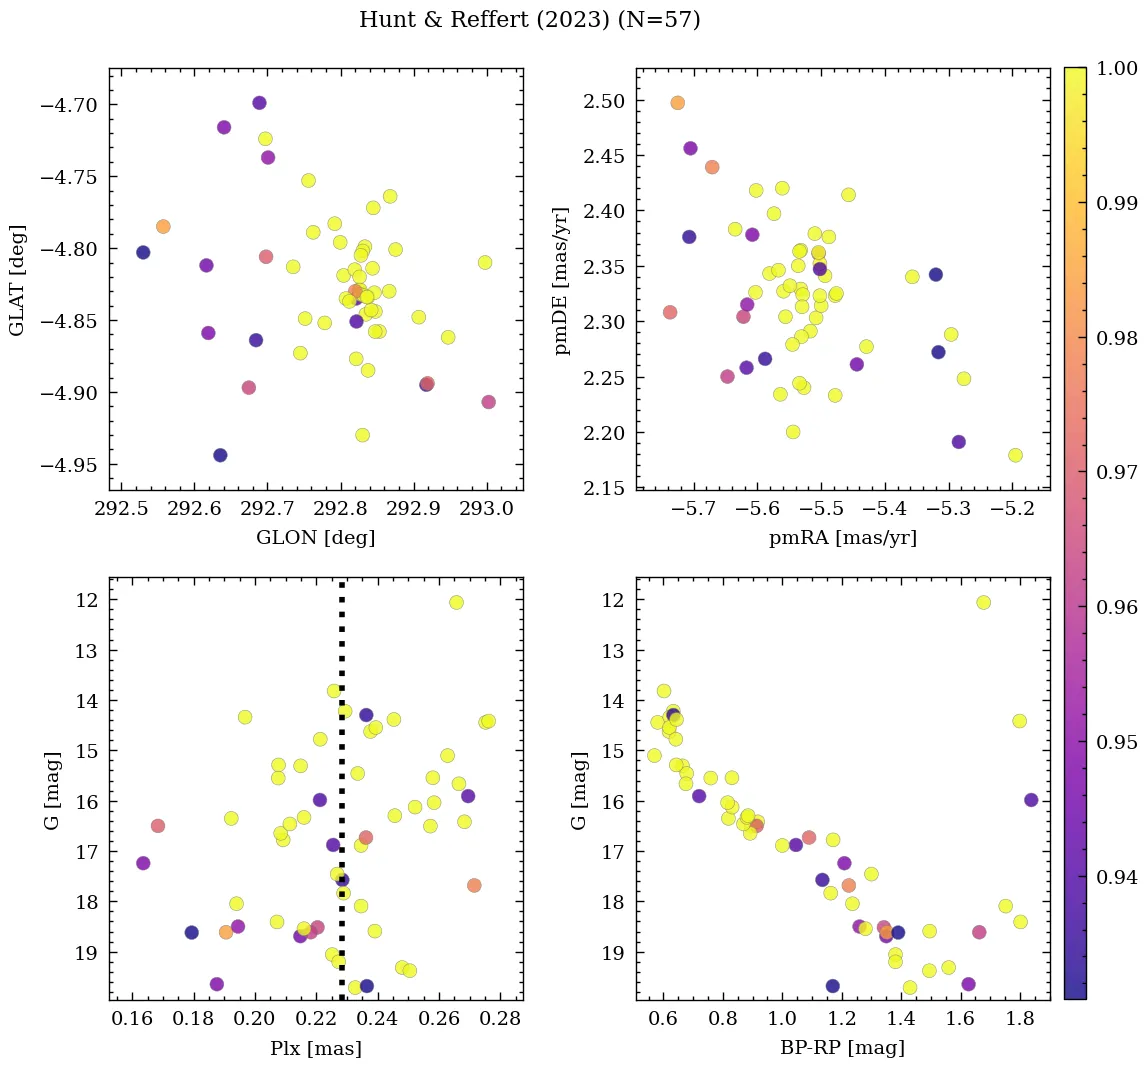 Hunt & Reffert (2023) (N=57)
−4.70
−4.75
−4.80
−4.85
−4.90
−4.95
GLAT [deg]
292.5 292.6 292.7 292.8 292.9 293.0
GLON [deg]
2.50
2.45
2.40
2.35
2.30
2.25
2.20
2.15
pmDE [mas/yr]
−5.7 −5.6 −5.5 −5.4 −5.3 −5.2
pmRA [mas/yr]
12
13
14
15
16
17
18
19
G [mag]
0.16 0.18 0.20 0.22 0.24 0.26 0.28
Plx [mas]
12
13
14
15
16
17
18
19
G [mag]
0.6 0.8 1.0 1.2 1.4 1.6 1.8
BP-RP [mag]
1.00
0.99
0.98
0.97
0.96
0.95
0.94